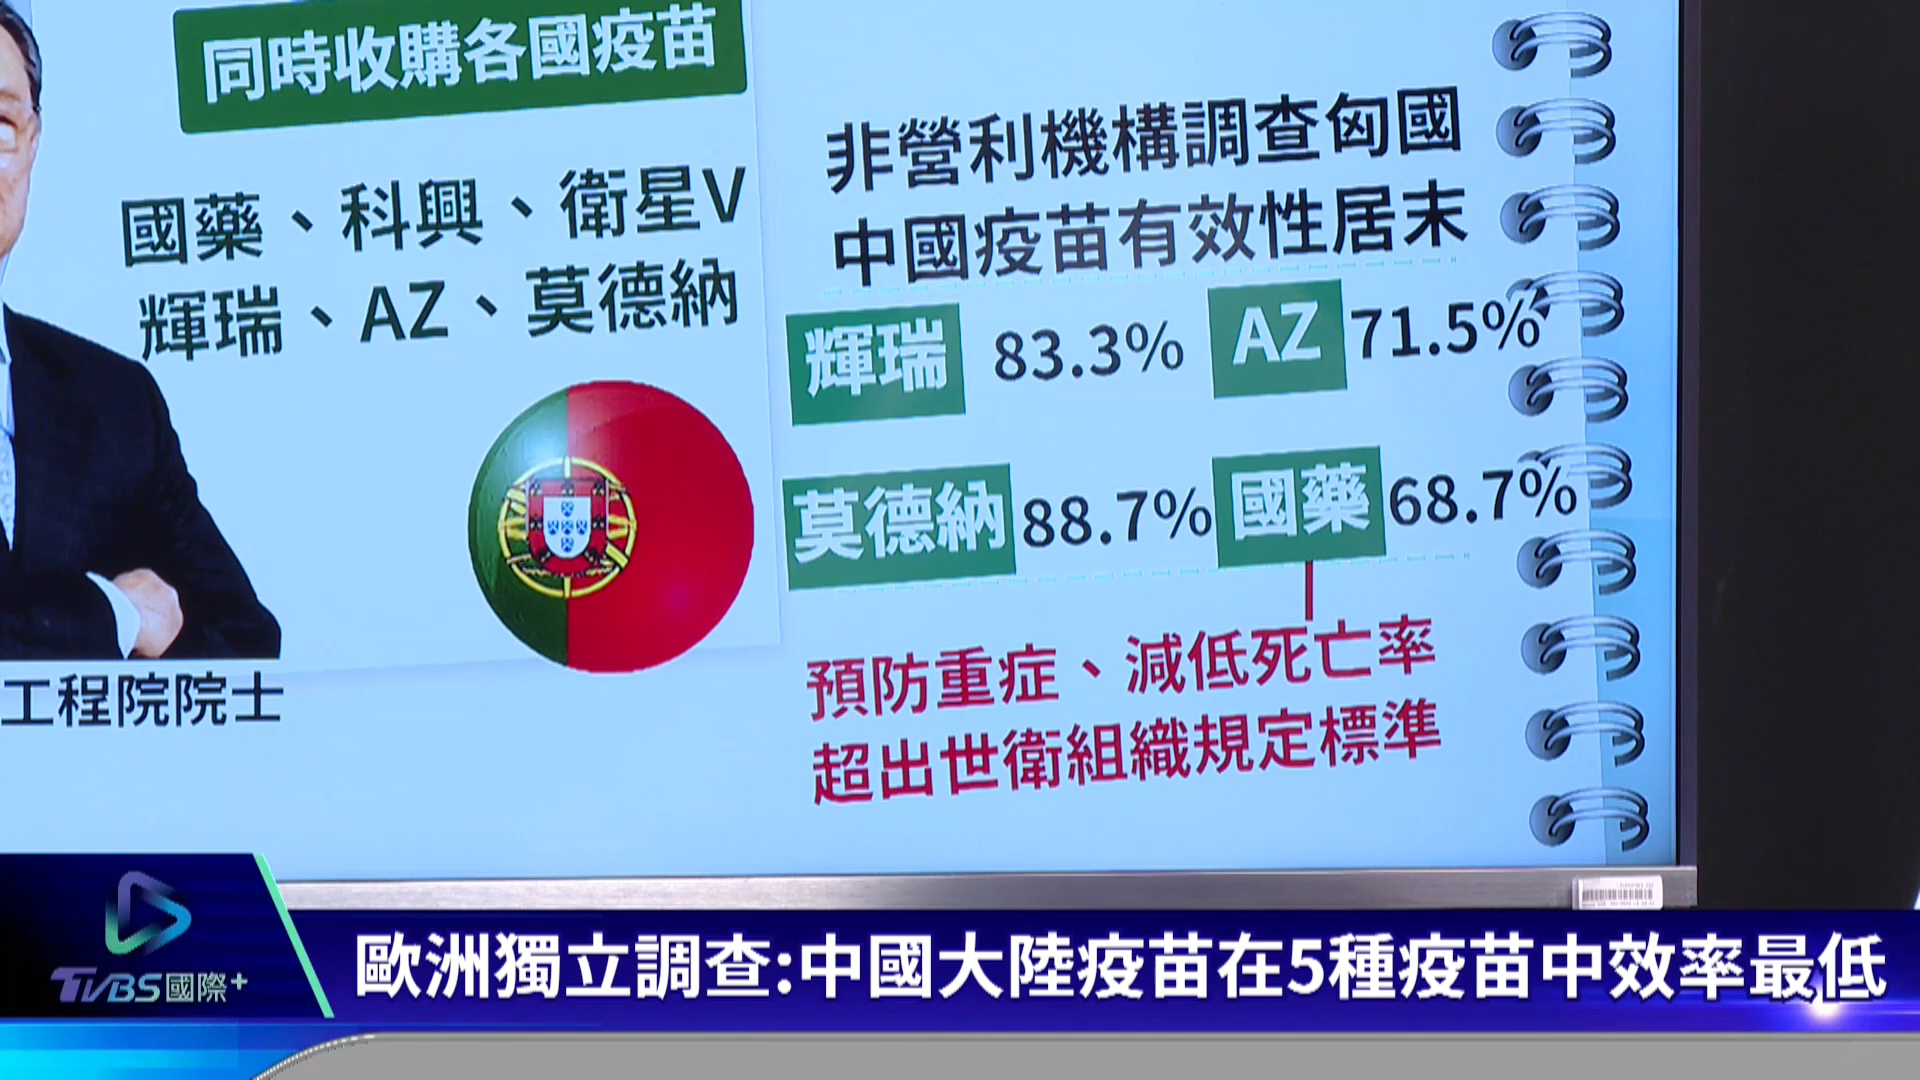 同時收購各國疫苗
國藥、科興、衛星V
輝瑞、AZ、莫德納
工程院院士
非營利機構調查匈國
中國疫苗有效性居末
輝瑞 83.3% AZ 71.5%
莫德納 88.7% 國藥 68.7%
預防重症、減低死亡率
超出世衛組織規定標準
TVBS國際+
歐洲獨立調查:中國大陸疫苗在5種疫苗中效率最低